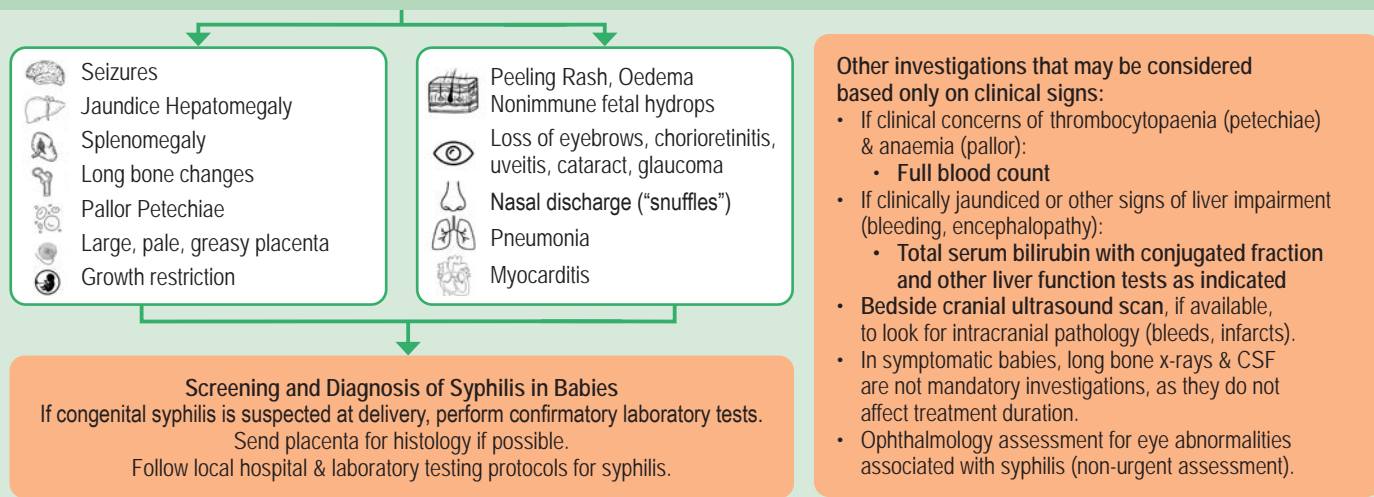 Seizures
Jaundice Hepatomegaly
Splenomegaly
Long bone changes
Pallor Petechiae
Large, pale, greasy placenta
Growth restriction
Peeling Rash, Oedema
Nonimmune fetal hydrops
Loss of eyebrows, chorioretinitis,
uveitis, cataract, glaucoma
Nasal discharge (“snuffles”)
Pneumonia
Myocarditis
Screening and Diagnosis of Syphilis in Babies
If congenital syphilis is suspected at delivery, perform confirmatory laboratory tests.
Send placenta for histology if possible.
Follow local hospital & laboratory testing protocols for syphilis.
Other investigations that may be considered
based only on clinical signs:
• If clinical concerns of thrombocytopaenia (petechiae)
& anaemia (pallor):
• Full blood count
• If clinically jaundiced or other signs of liver impairment
(bleeding, encephalopathy):
• Total serum bilirubin with conjugated fraction
and other liver function tests as indicated
• Bedside cranial ultrasound scan, if available,
to look for intracranial pathology (bleeds, infarcts).
• In symptomatic babies, long bone x-rays & CSF
are not mandatory investigations, as they do not
affect treatment duration.
• Ophthalmology assessment for eye abnormalities
associated with syphilis (non-urgent assessment).